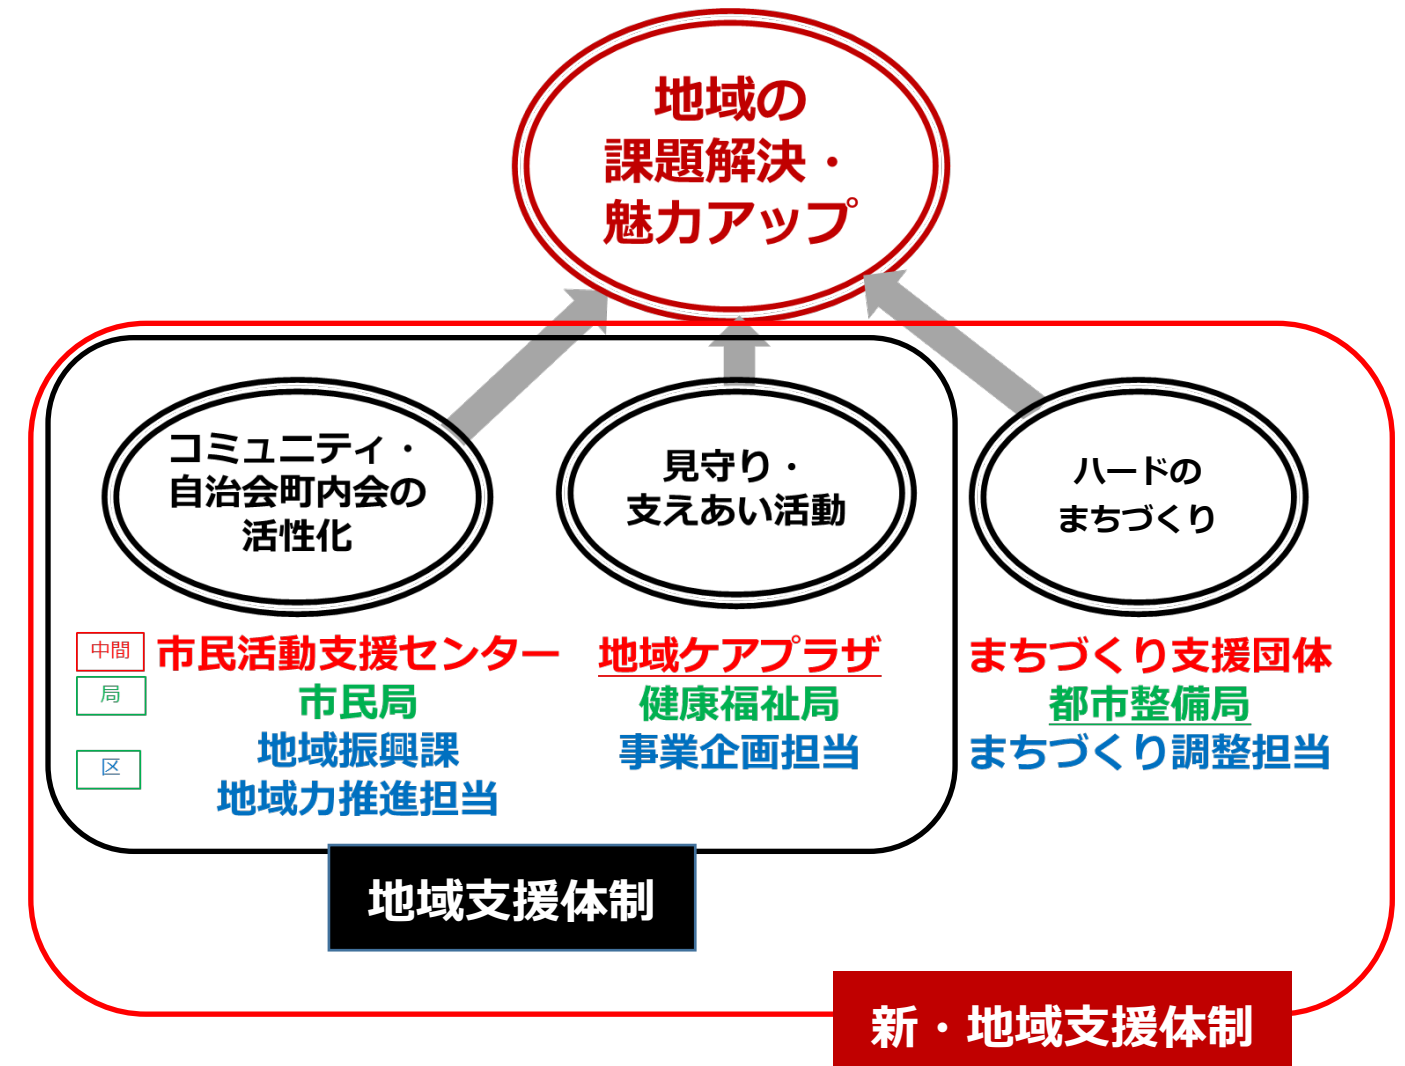 地域の
課題解決・
魅力アップ
コミュニティ・
自治会町内会の
活性化
見守り・
支えあい活動
ハードの
まちづくり
中間 市民活動支援センター 地域ケアプラザ まちづくり支援団体
局 市民局 健康福祉局 都市整備局
地域振興課 事業企画担当 まちづくり調整担当
区
地域力推進担当
地域支援体制
新・地域支援体制